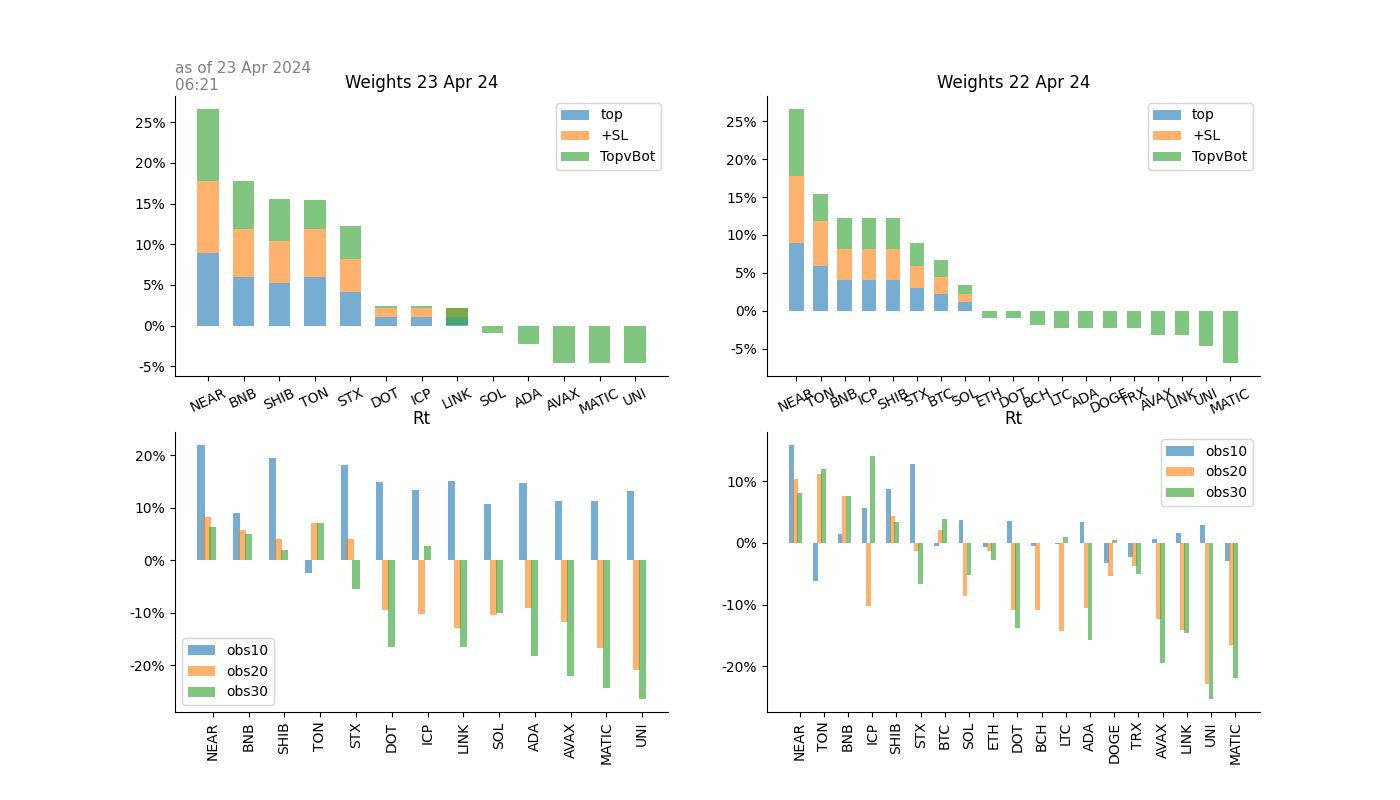 as of 23 Apr 2024
06:21
Weights 23 Apr 24
25%
20%
15%
10%
5%
0%
-5%
top
+SL
TopvBot
NEAR BNB SHIB TON STX DOT ICP LINK SOL ADA AVAX MATIC UNI
Weights 22 Apr 24
25%
20%
15%
10%
5%
0%
-5%
top
+SL
TopvBot
NEAR TON BNB ICP SHIB STX BTC SOL ETH DOT BCH LTC ADA DOGE TRX AVAX LINK UNI MATIC
Rt
20%
10%
0%
-10%
-20%
obs10
obs20
obs30
NEAR BNB SHIB TON STX DOT ICP LINK SOL ADA AVAX MATIC UNI
Rt
10%
0%
-10%
-20%
obs10
obs20
obs30
NEAR TON BNB ICP SHIB STX BTC SOL ETH DOT BCH LTC ADA DOGE TRX AVAX LINK UNI MATIC